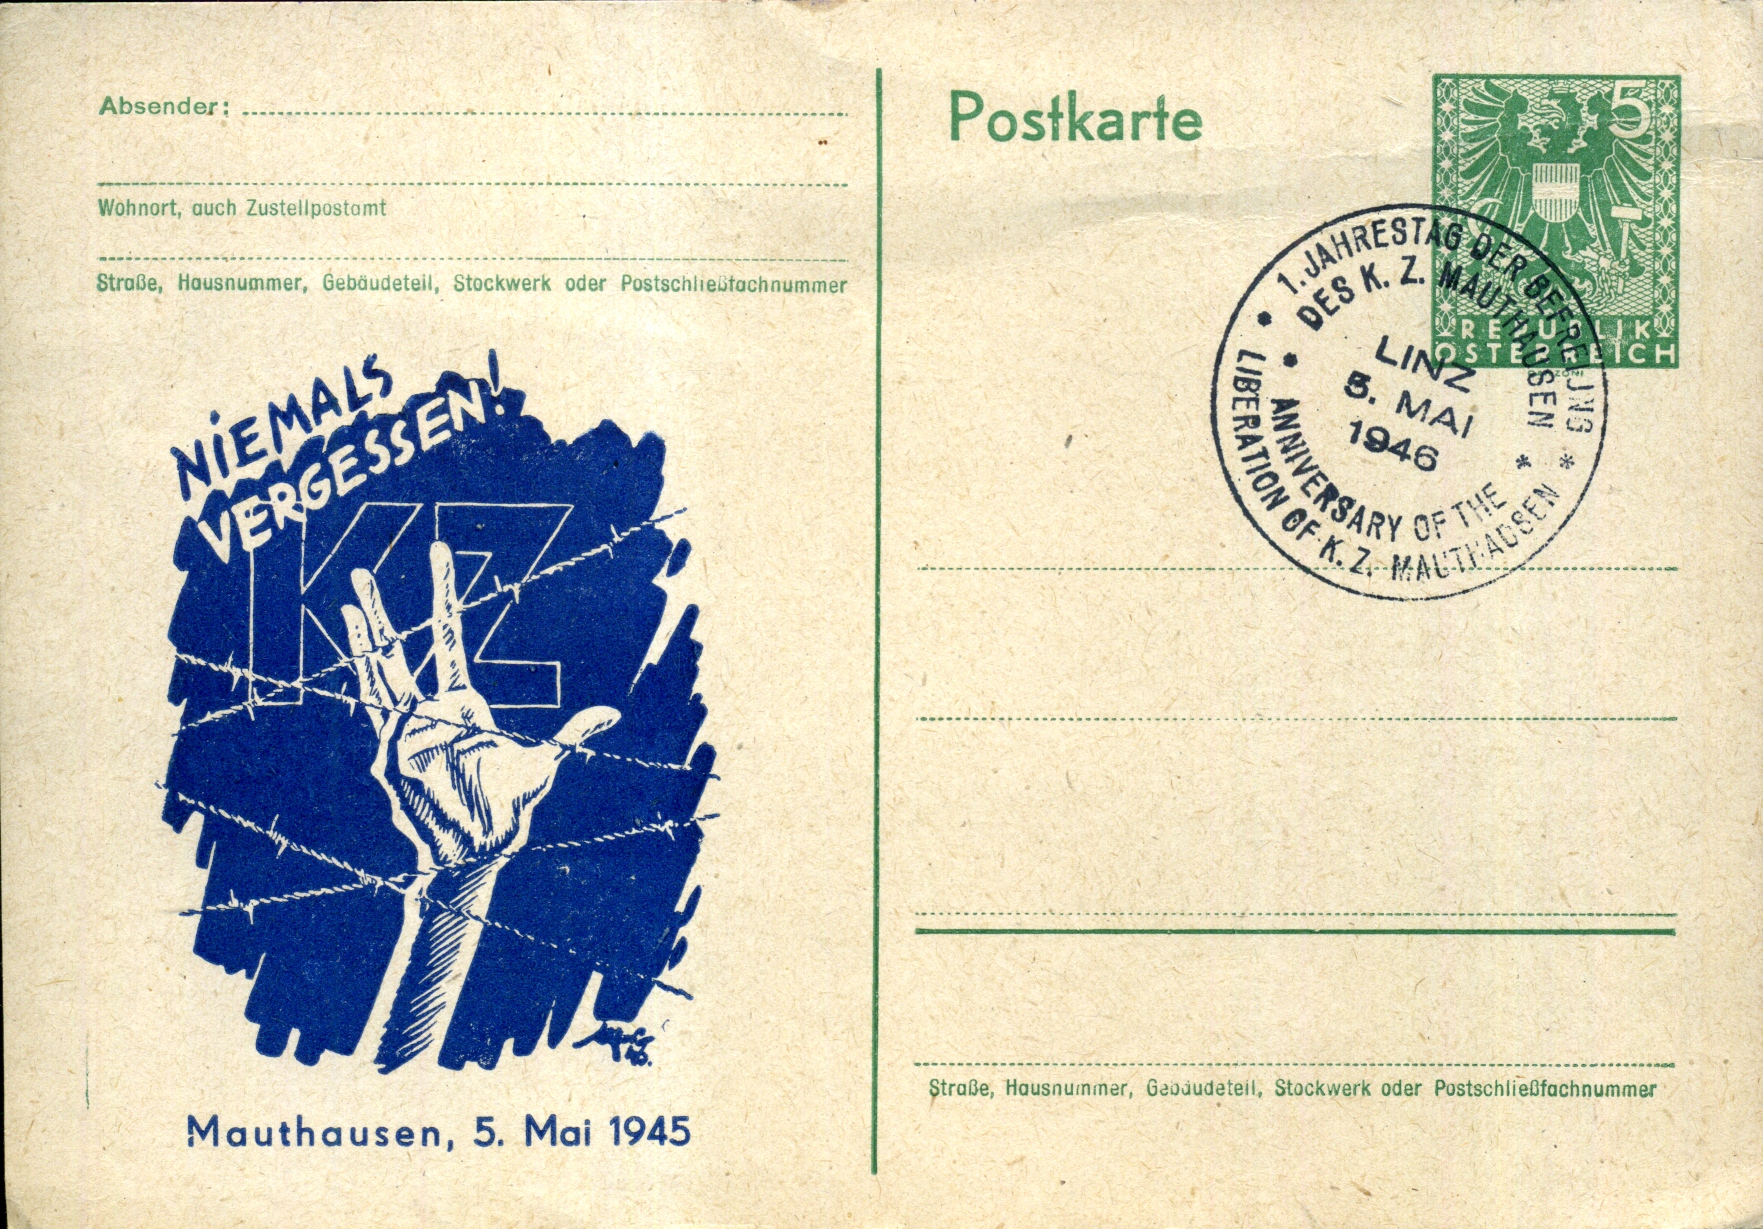 Absender:
Wohnort, auch Zustellpostamt
Straße, Hausnummer, Gebäudeteil, Stockwerk oder Postschließfachnummer
NiEMALS
VERGESSEN!
KZ
46.
Mauthausen, 5. Mai 1945
Postkarte
5
REPUBLIK
ÖSTERREICH
1. JAHRESTAG DER BEFREIUNG
DES K. Z. MAUTHAUSEN
LINZ
5. MAI
1946
ANNIVERSARY OF THE
LIBERATION OF K. Z. MAUTHAUSEN
Straße, Hausnummer, Gebäudeteil, Stockwerk oder Postschließfachnummer